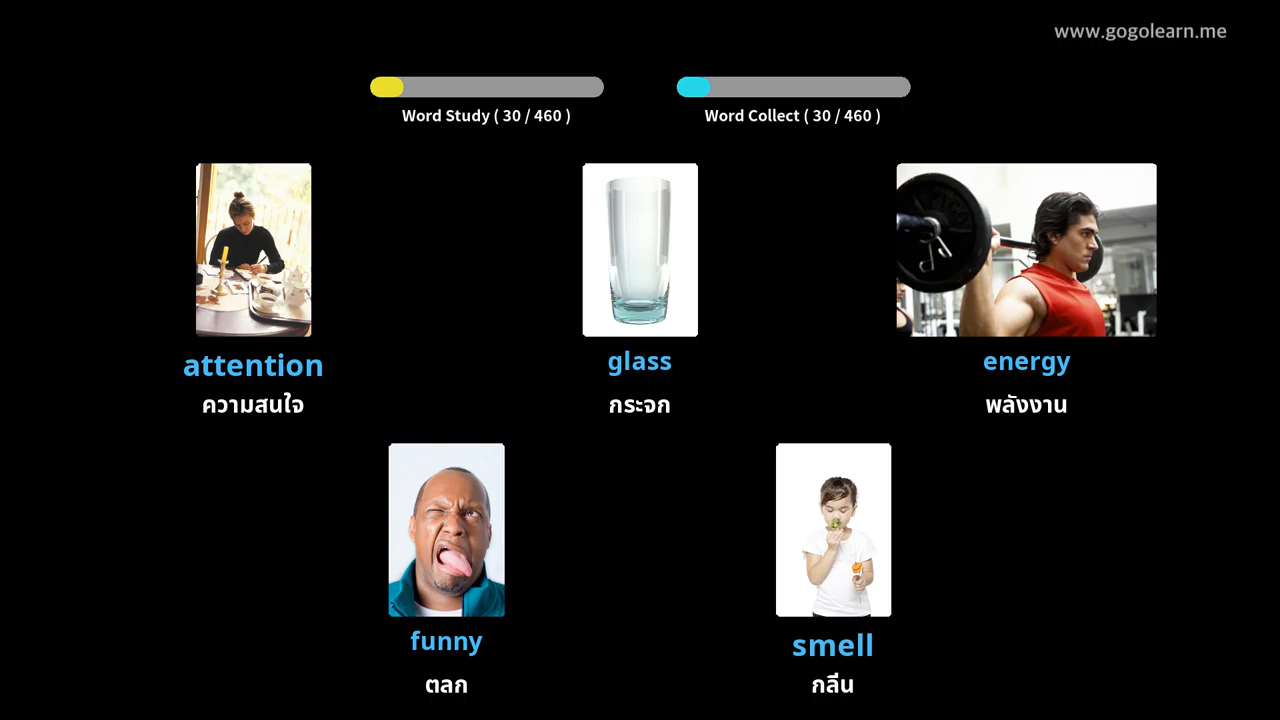 www.gogolearn.me
Word Study ( 30 / 460 )
Word Collect ( 30 / 460 )
attention
ความสนใจ
glass
กระจก
energy
พลังงาน
funny
ตลก
smell
กลิ่น